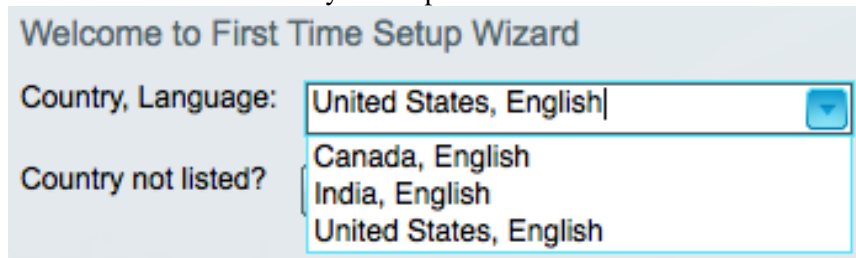 Welcome to First Time Setup Wizard
Country, Language: United States, English
Canada, English
Country not listed?
India, English
United States, English